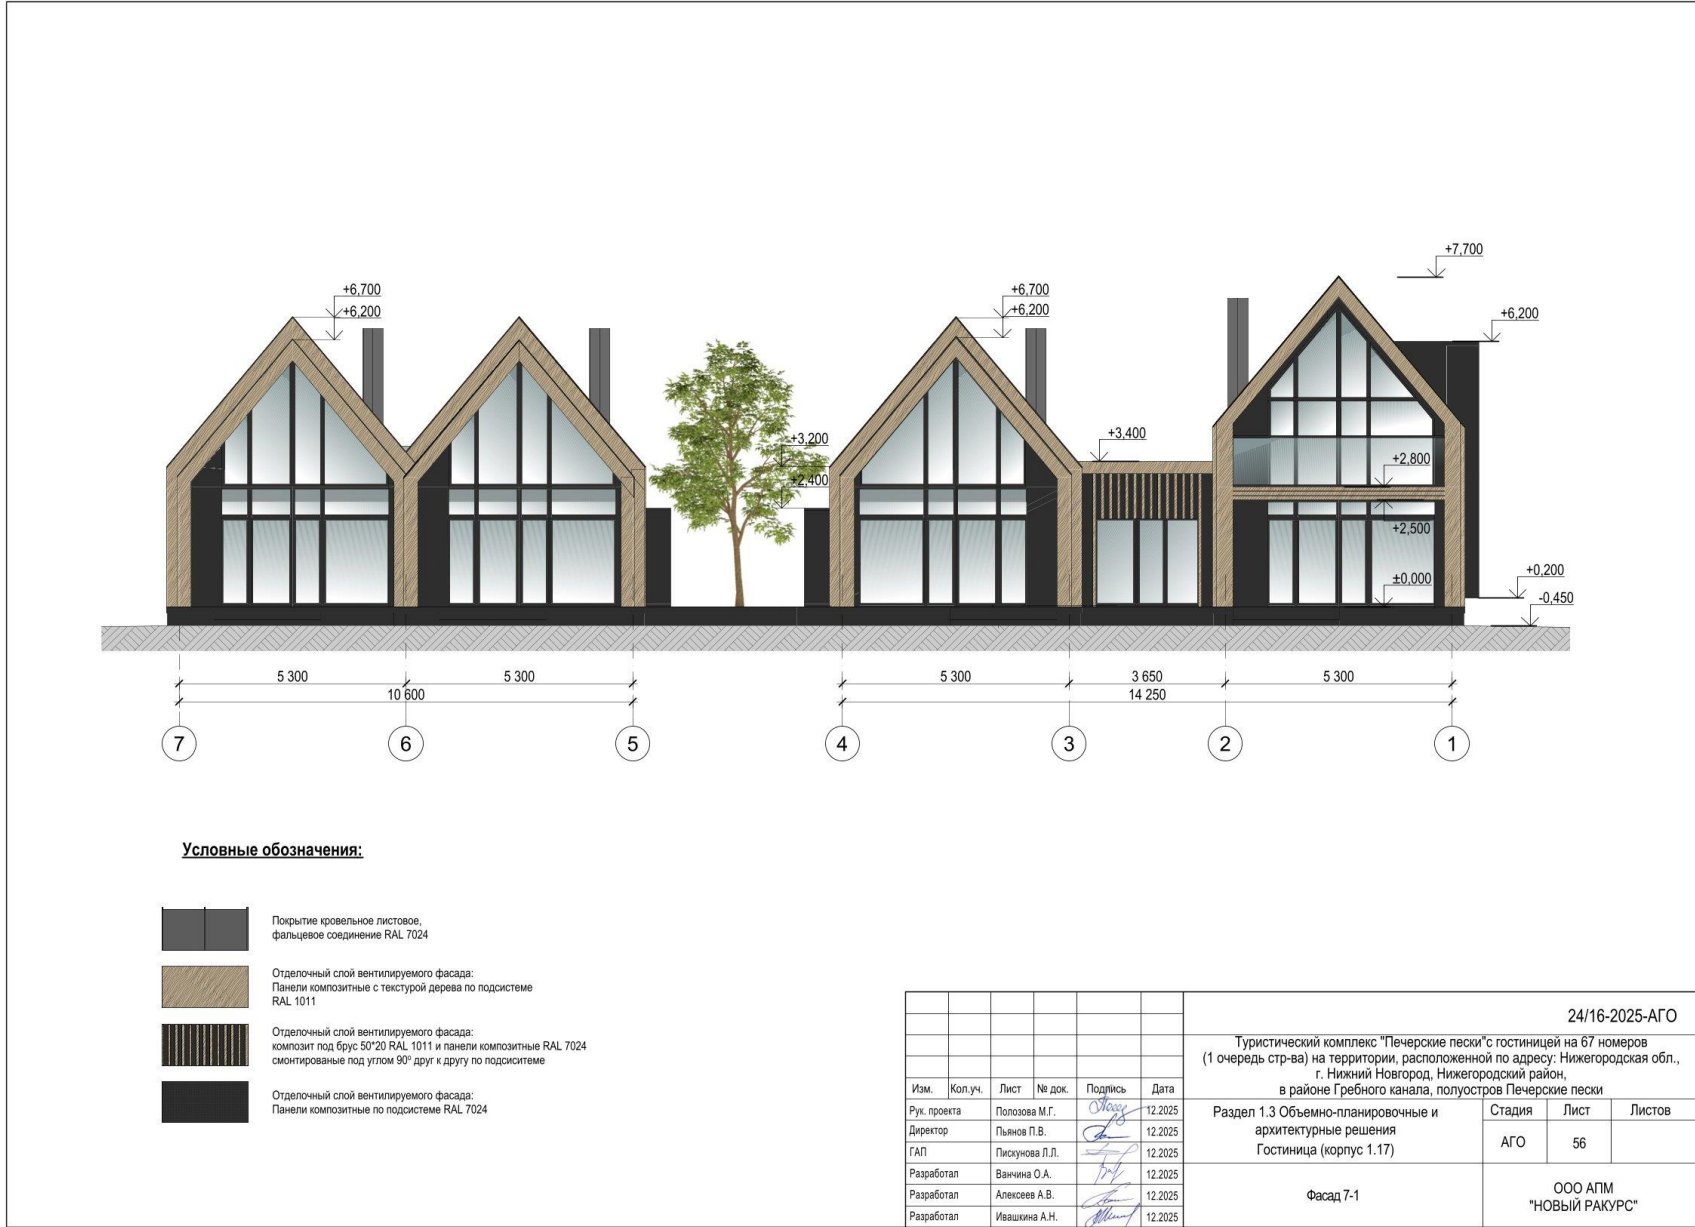 +7,700
+6,200
+6,700
+6,200
+6,700
+6,200
+3,200
+2,400
+3,400
+2,800
+2,500
±0,000
+0,200
-0,450
5 300
5 300
10 600
5 300
3 650
5 300
14 250
7
6
5
4
3
2
1
Условные обозначения:
Покрытие кровельное листовое,
фальцевое соединение RAL 7024
Отделочный слой вентилируемого фасада:
Панели композитные с текстурой дерева по подсистеме
RAL 1011
Отделочный слой вентилируемого фасада:
композит под брус 50*20 RAL 1011 и панели композитные RAL 7024
смонтированые под углом 90º друг к другу по подсиситеме
Отделочный слой вентилируемого фасада:
Панели композитные по подсистеме RAL 7024
24/16-2025-АГО
Туристический комплекс "Печерские пески"с гостиницей на 67 номеров
(1 очередь стр-ва) на территории, расположенной по адресу: Нижегородская обл.,
г. Нижний Новгород, Нижегородский район,
в районе Гребного канала, полуостров Печерские пески
Изм. Кол.уч. Лист № док. Подпись Дата
Рук. проекта Полозова М.Г. 12.2025
Директор Пьянов П.В. 12.2025
ГАП Пискунова Л.Л. 12.2025
Разработал Ванчина О.А. 12.2025
Разработал Алексеев А.В. 12.2025
Разработал Ивашкина А.Н. 12.2025
Раздел 1.3 Объемно-планировочные и
архитектурные решения
Гостиница (корпус 1.17)
Стадия Лист Листов
АГО 56
Фасад 7-1
ООО АПМ
"НОВЫЙ РАКУРС"